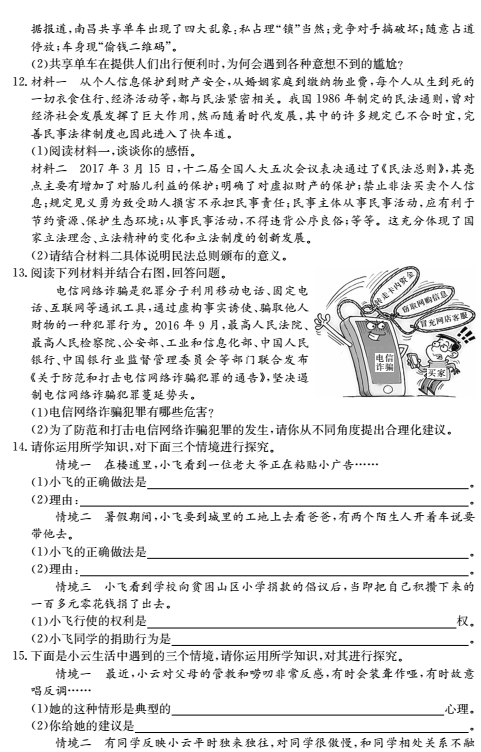 据报道,南昌共享单车出现了四大乱象:私占理“锁”当然;竞争对手搞破坏;随意占道
停放;车身现“偷钱二维码”。
(2)共享单车在提供人们出行便利时,为何会遇到各种意想不到的尴尬?
12. 材料一　从个人信息保护到财产安全,从婚姻家庭到缴纳物业费,每个人从生到死的
一切衣食住行、经济活动等,都与民法紧密相关。我国 1986 年制定的民法通则,曾对
经济社会发展发挥了巨大作用,然而随着时代发展,其中的许多规定已不合时宜,完
善民事法律制度也因此进入了快车道。
(1)阅读材料一,谈谈你的感悟。
材料二　2017 年 3 月 15 日,十二届全国人大五次会议表决通过了《民法总则》,其亮
点主要有增加了对胎儿利益的保护;明确了对虚拟财产的保护;禁止非法买卖个人信
息;规定见义勇为致受助人损害不承担民事责任;民事主体从事民事活动,应有利于
节约资源、保护生态环境;从事民事活动,不得违背公序良俗;等等。这充分体现了国
家立法理念、立法精神的变化和立法制度的创新发展。
(2)请结合材料二具体说明民法总则颁布的意义。
13. 阅读下列材料并结合右图,回答问题。
电信网络诈骗是犯罪分子利用移动电话、固定电
话、互联网等通讯工具,通过虚构事实诱使、骗取他人
财物的一种犯罪行为。2016 年 9 月,最高人民法院、
最高人民检察院、公安部、工业和信息化部、中国人民
银行、中国银行业监督管理委员会等部门联合发布
《关于防范和打击电信网络诈骗犯罪的通告》,坚决遏
制电信网络诈骗犯罪蔓延势头。
转走卡内资金
窃取网购信息
冒充网店客服
电信
诈骗
买家
(1)电信网络诈骗犯罪有哪些危害?
(2)为了防范和打击电信网络诈骗犯罪的发生,请你从不同角度提出合理化建议。
14. 请你运用所学知识,对下面三个情境进行探究。
情境一　在楼道里,小飞看到一位老大爷正在粘贴小广告……
(1)小飞的正确做法是　　　　。
(2)理由:　　　　。
情境二　暑假期间,小飞要到城里的工地上去看爸爸,有两个陌生人开着车说要
带他去。
(1)小飞的正确做法是　　　　。
(2)理由:　　　　。
情境三　小飞看到学校向贫困山区小学捐款的倡议后,当即把自己积攒下来的
一百多元零花钱捐了出去。
(1)小飞行使的权利是　　　　权。
(2)小飞同学的捐助行为是　　　　。
15. 下面是小云生活中遇到的三个情境,请你运用所学知识,对其进行探究。
情境一　最近,小云对父母的管教和唠叨非常反感,有时会装聋作哑,有时故意
唱反调……
(1)她的这种情形是典型的　　　　心理。
(2)你给她的建议是　　　　。
情境二　有同学反映小云平时独来独往,对同学很傲慢,和同学相处关系不融